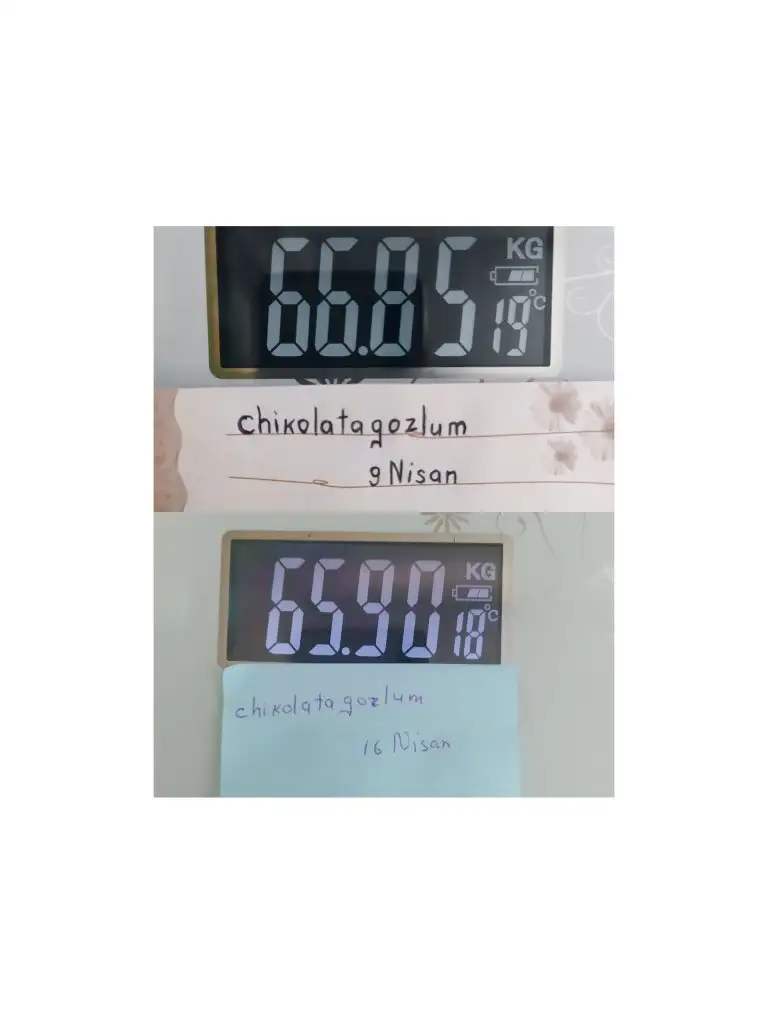 66.85 KG
19 °C
chikolatagozlum
9 Nisan
65.90 KG
18 °C
chikolatagozlum
16 Nisan